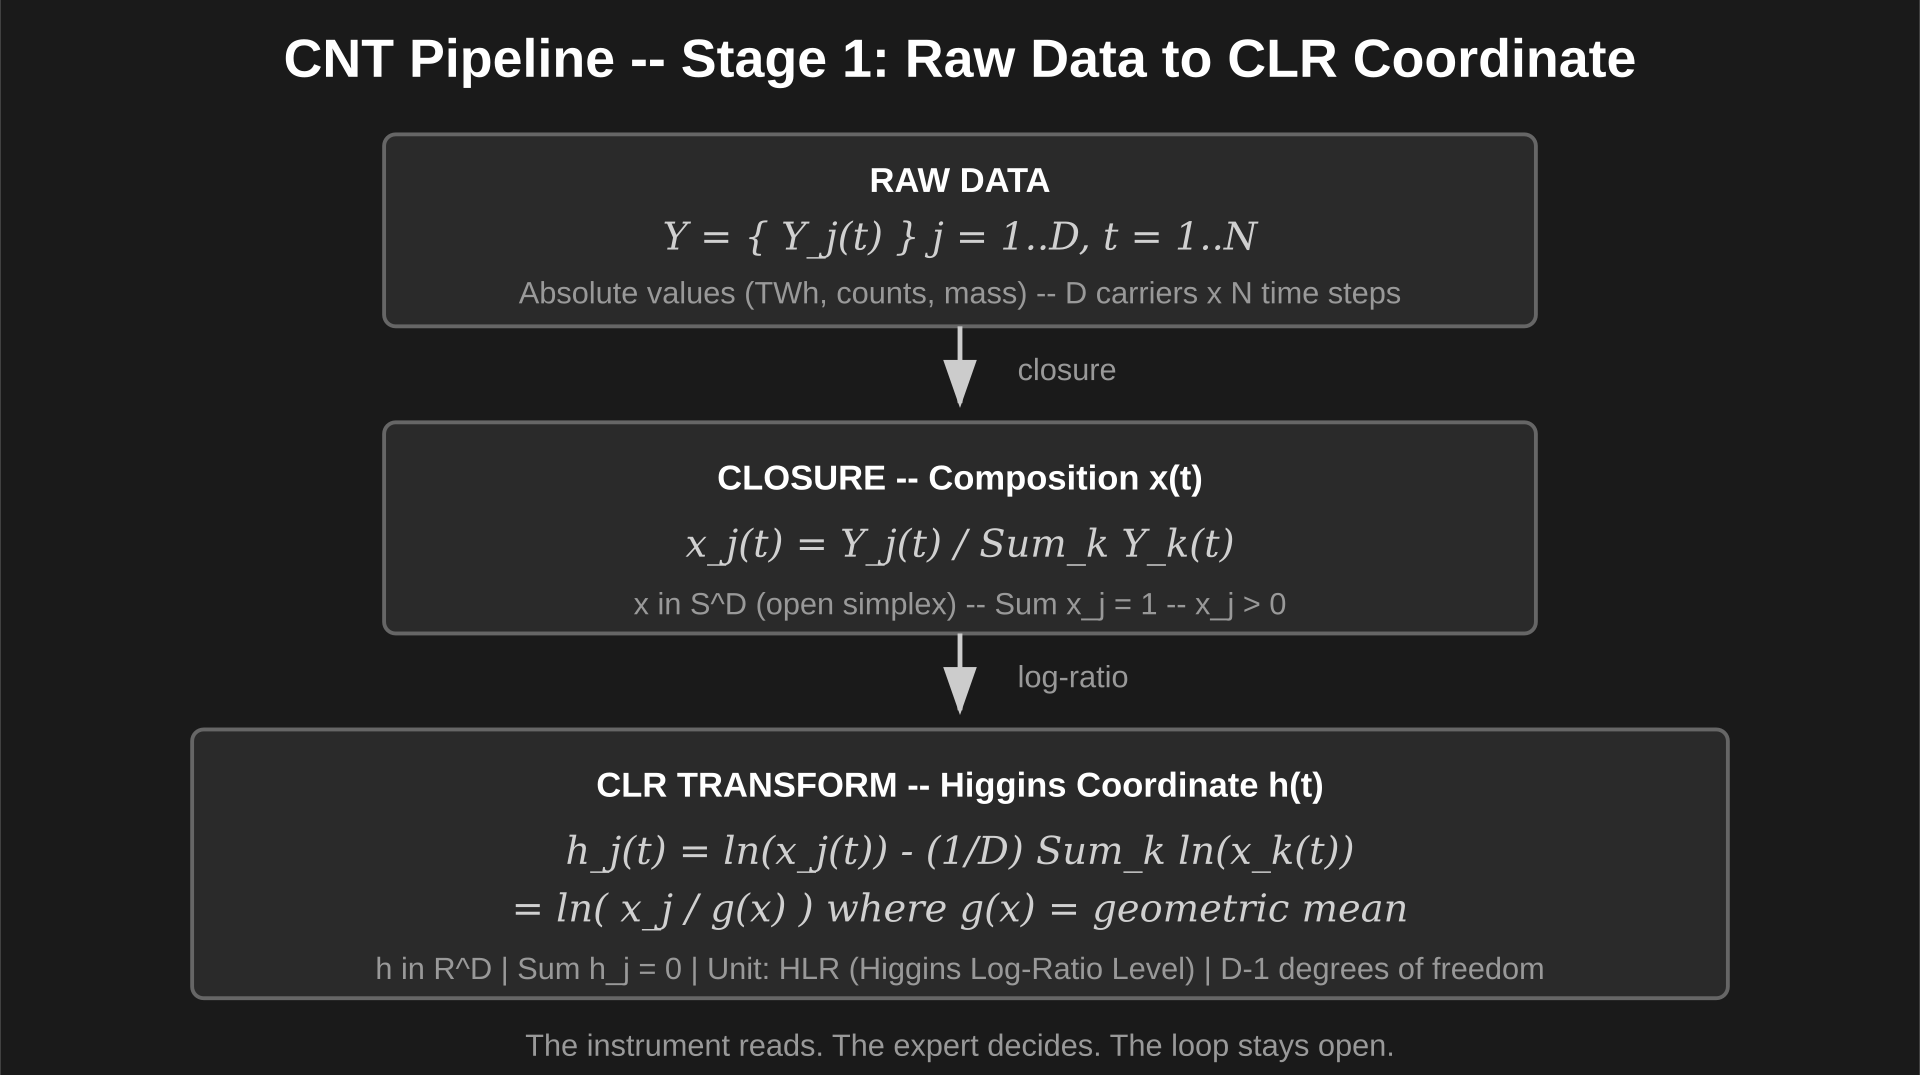 CNT Pipeline -- Stage 1: Raw Data to CLR Coordinate
RAW DATA
Y = { Y_j(t) } j = 1..D, t = 1..N
Absolute values (TWh, counts, mass) -- D carriers x N time steps
closure
CLOSURE -- Composition x(t)
x_j(t) = Y_j(t) / Sum_k Y_k(t)
x in S^D (open simplex) -- Sum x_j = 1 -- x_j > 0
log-ratio
CLR TRANSFORM -- Higgins Coordinate h(t)
h_j(t) = ln(x_j(t)) - (1/D) Sum_k ln(x_k(t))
= ln( x_j / g(x) ) where g(x) = geometric mean
h in R^D | Sum h_j = 0 | Unit: HLR (Higgins Log-Ratio Level) | D-1 degrees of freedom
The instrument reads. The expert decides. The loop stays open.